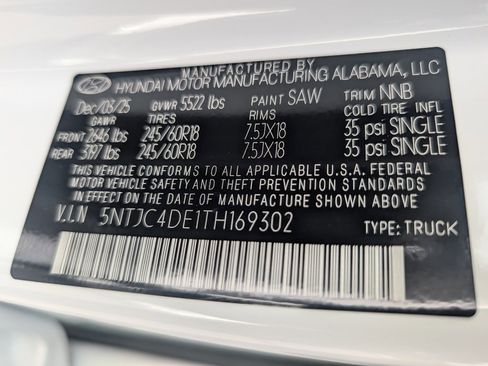 MANUFACTURED BY
HYUNDAI MOTOR MANUFACTURING ALABAMA, LLC
Dec/03/25 GVWR 5522 lbs PAINT SAW TRIM NNB
GAWR TIRES RIMS COLD TIRE INFL
FRONT 2646 lbs 245/60R18 7.5JX18 35 psi SINGLE
REAR 3197 lbs 245/60R18 7.5JX18 35 psi SINGLE
THIS VEHICLE CONFORMS TO ALL APPLICABLE U.S.A. FEDERAL
MOTOR VEHICLE SAFETY AND THEFT PREVENTION STANDARDS
IN EFFECT ON THE DATE OF MANUFACTURE SHOWN ABOVE
V.I.N 5NTJC4DE1TH169302 TYPE: TRUCK